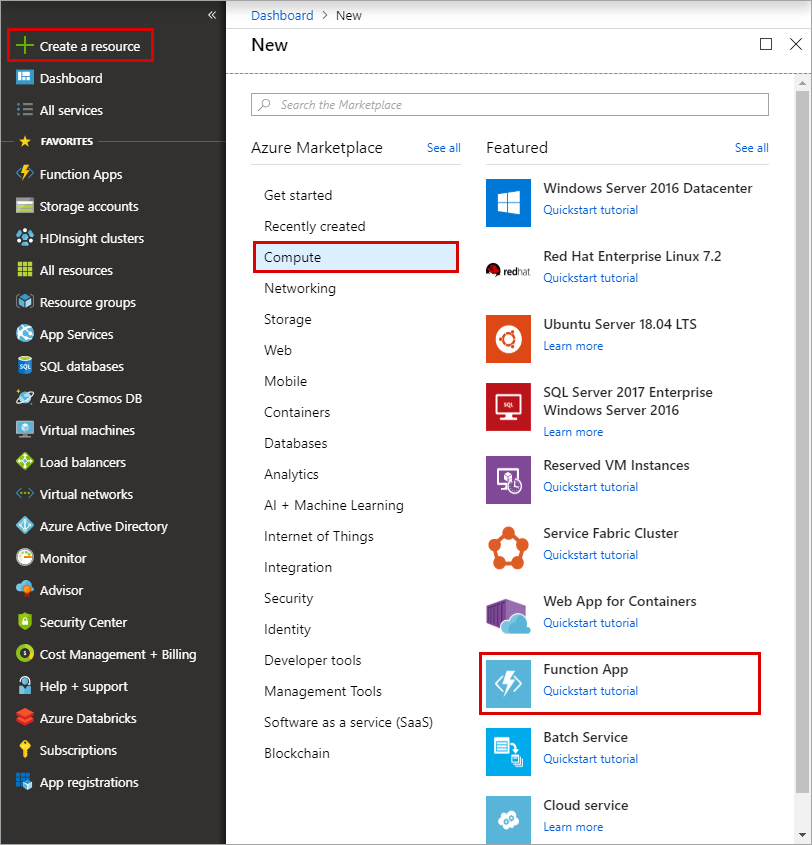 «
Create a resource
Dashboard
All services
FAVORITES
Function Apps
Storage accounts
HDInsight clusters
All resources
Resource groups
App Services
SQL
SQL databases
Azure Cosmos DB
Virtual machines
Load balancers
Virtual networks
Azure Active Directory
Monitor
Advisor
Security Center
Cost Management + Billing
Help + support
Azure Databricks
Subscriptions
App registrations
Dashboard > New
New
Search the Marketplace
Azure Marketplace
See all
Get started
Recently created
Compute
Networking
Storage
Web
Mobile
Containers
Databases
Analytics
AI + Machine Learning
Internet of Things
Integration
Security
Identity
Developer tools
Management Tools
Software as a service (SaaS)
Blockchain
Featured
See all
Windows Server 2016 Datacenter
Quickstart tutorial
redhat
Red Hat Enterprise Linux 7.2
Quickstart tutorial
Ubuntu Server 18.04 LTS
Learn more
SQL
SQL Server 2017 Enterprise
Windows Server 2016
Learn more
Reserved VM Instances
Quickstart tutorial
Service Fabric Cluster
Quickstart tutorial
Web App for Containers
Quickstart tutorial
Function App
Quickstart tutorial
Batch Service
Quickstart tutorial
Cloud service
Learn more